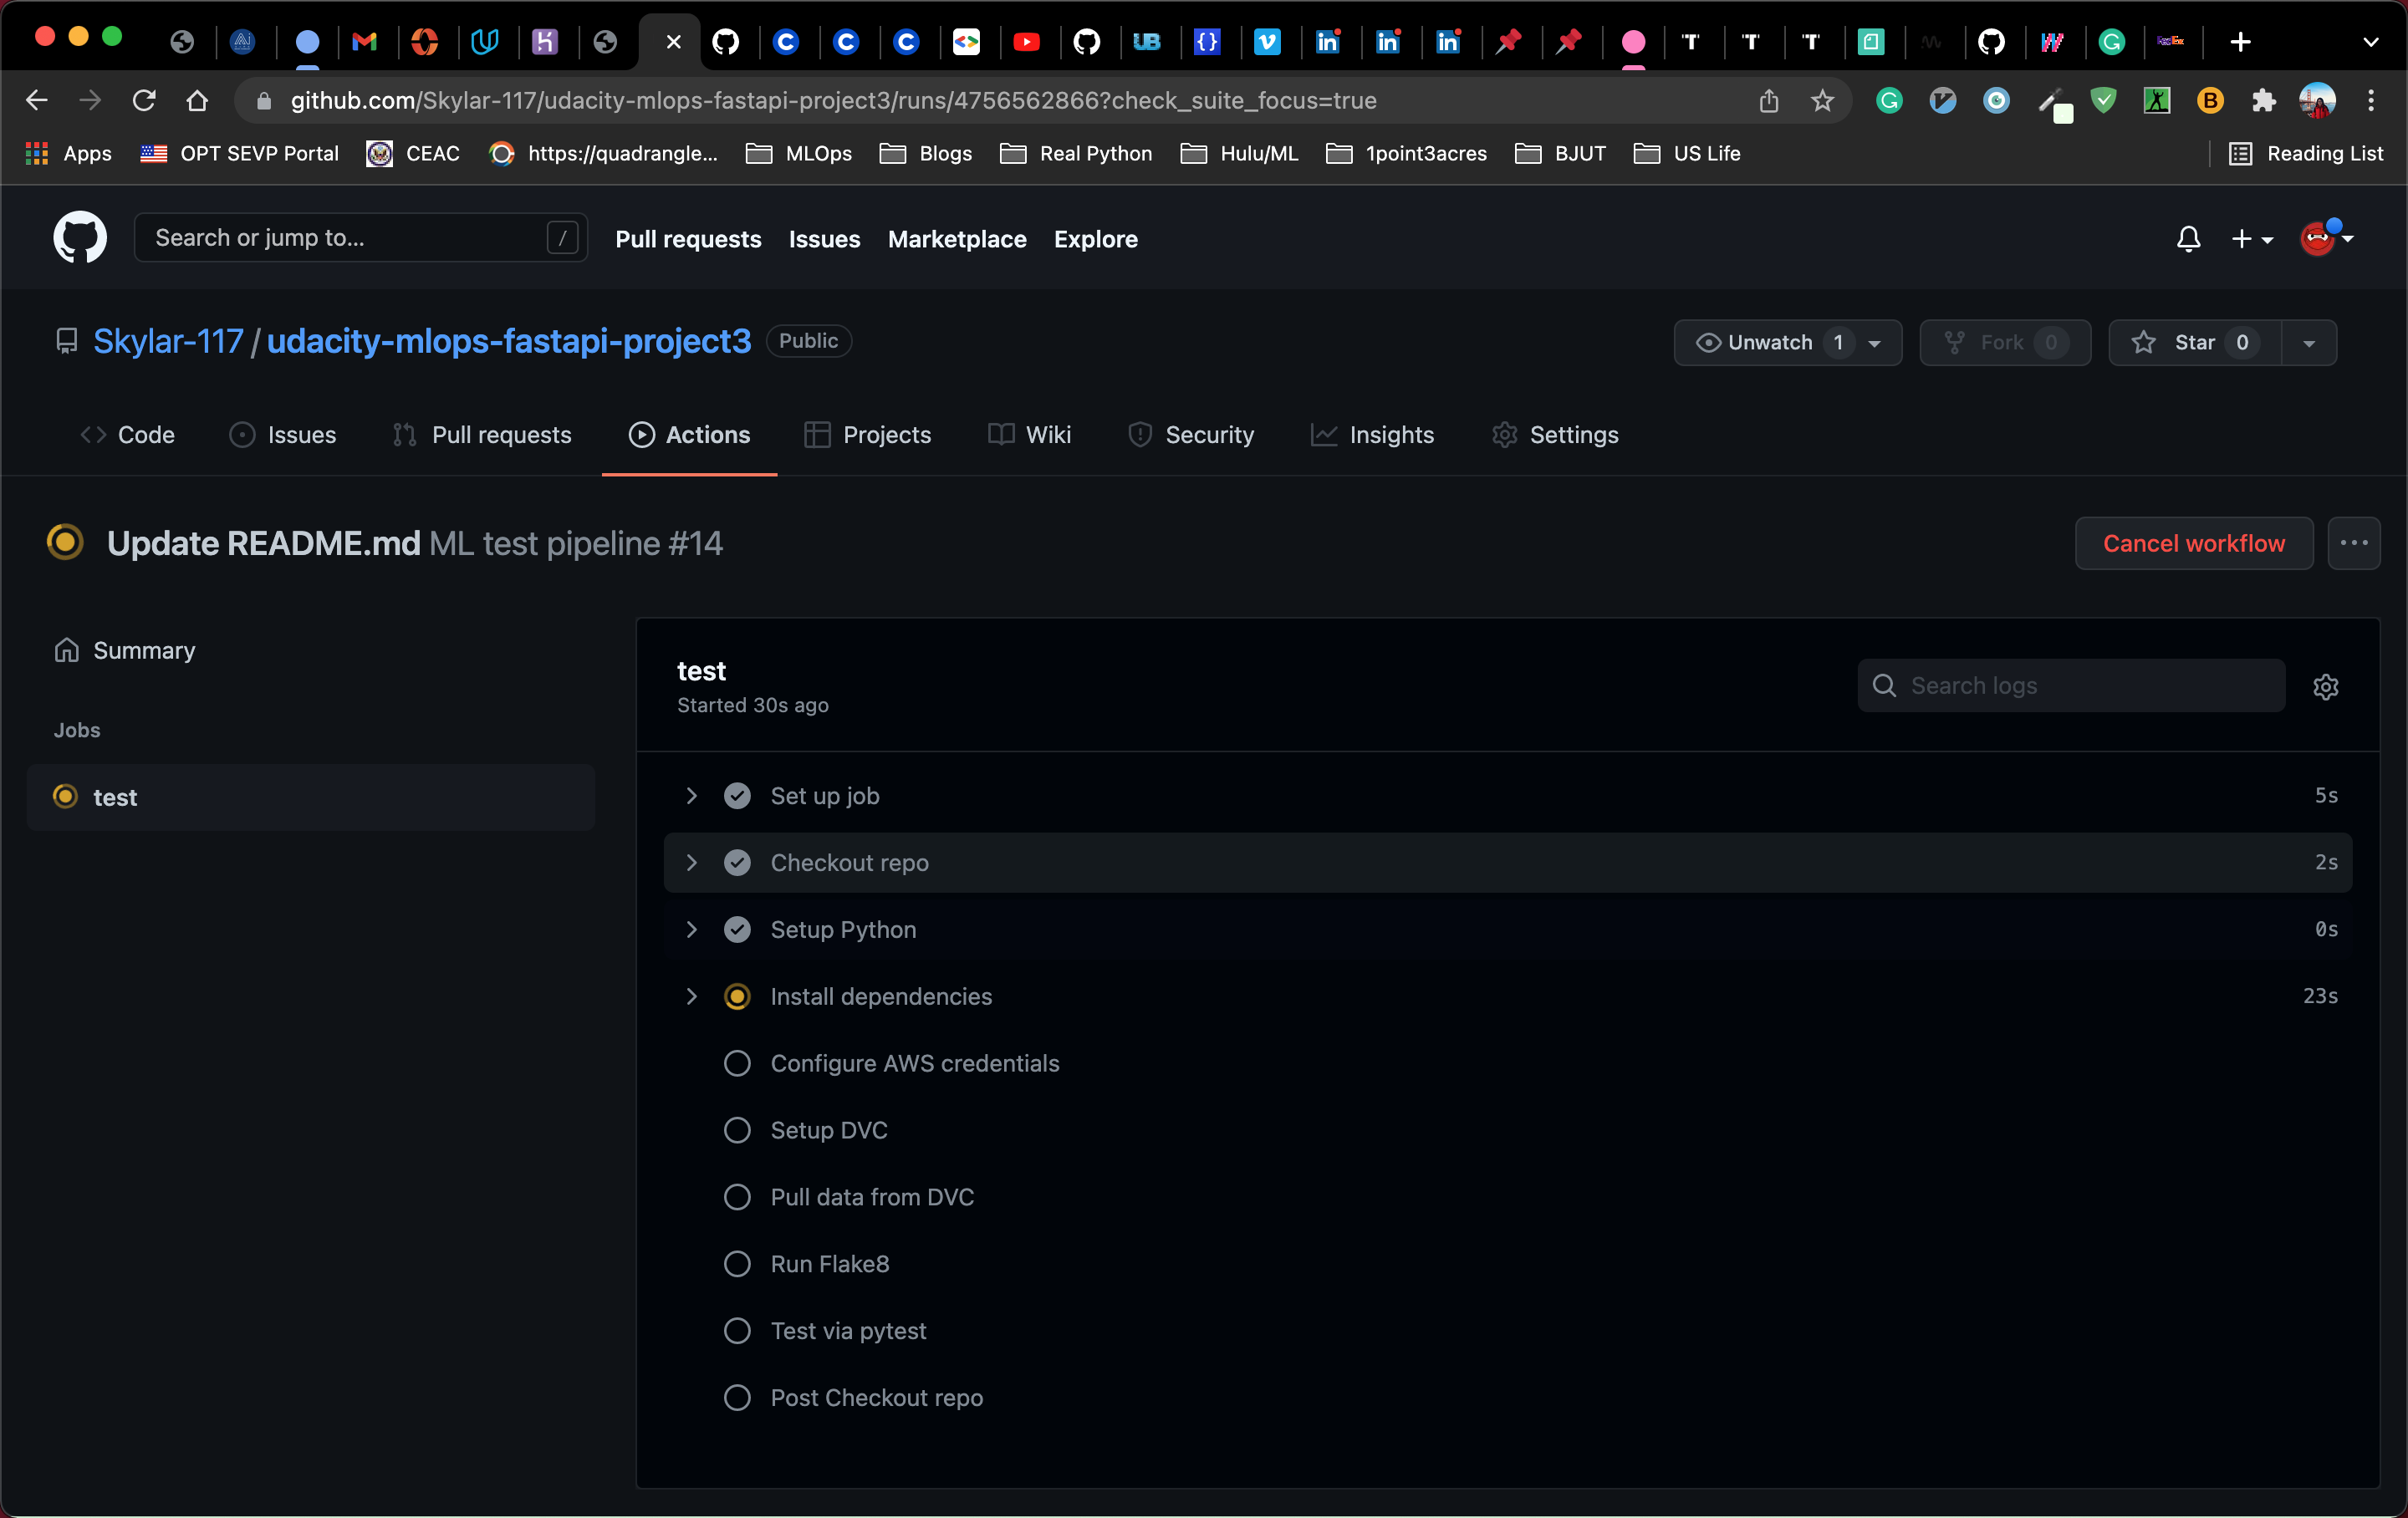 github.com/Skylar-117/udacity-mlops-fastapi-project3/runs/4756562866?check_suite_focus=true
Apps OPT SEVP Portal CEAC https://quadrangle... MLOps Blogs Real Python Hulu/ML 1point3acres BJUT US Life Reading List
Search or jump to... / Pull requests Issues Marketplace Explore
Skylar-117 / udacity-mlops-fastapi-project3 Public Unwatch 1 Fork 0 Star 0
Code Issues Pull requests Actions Projects Wiki Security Insights Settings
Update README.md ML test pipeline #14 Cancel workflow
Summary
Jobs
test
test
Started 30s ago
Search logs
Set up job 5s
Checkout repo 2s
Setup Python 0s
Install dependencies 23s
Configure AWS credentials
Setup DVC
Pull data from DVC
Run Flake8
Test via pytest
Post Checkout repo